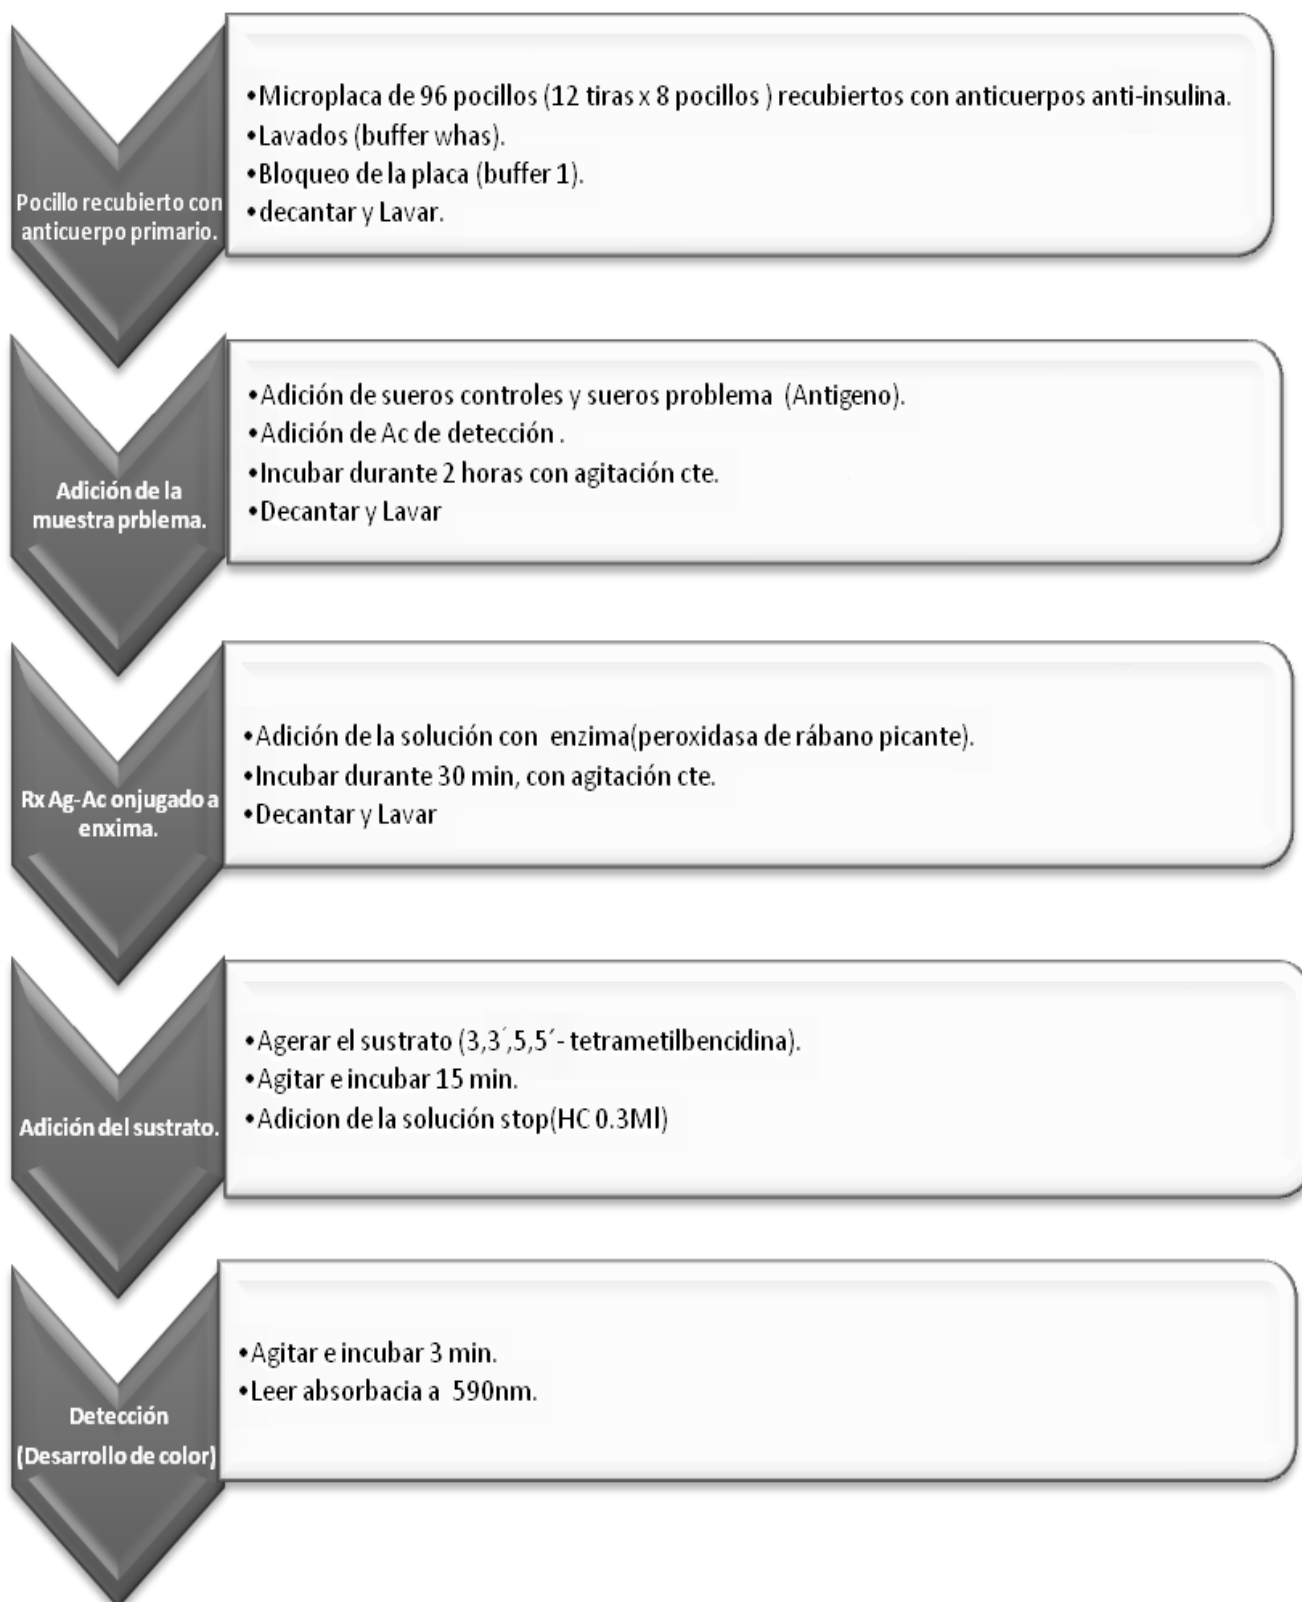 Pocillo recubierto con
anticuerpo primario.
•Microplaca de 96 pocillos (12 tiras x 8 pocillos ) recubiertos con anticuerpos anti-insulina.
•Lavados (buffer whas).
•Bloqueo de la placa (buffer 1).
•decantar y Lavar.
Adición de la
muestra prblema.
•Adición de sueros controles y sueros problema (Antigeno).
•Adición de Ac de detección .
•Incubar durante 2 horas con agitación cte.
•Decantar y Lavar
Rx Ag-Ac onjugado a
enxima.
•Adición de la solución con enzima(peroxidasa de rábano picante).
•Incubar durante 30 min, con agitación cte.
•Decantar y Lavar
Adición del sustrato.
•Agerar el sustrato (3,3´,5,5´- tetrametilbencidina).
•Agitar e incubar 15 min.
•Adicion de la solución stop(HC 0.3Ml)
Detección
(Desarrollo de color)
•Agitar e incubar 3 min.
•Leer absorbacia a 590nm.